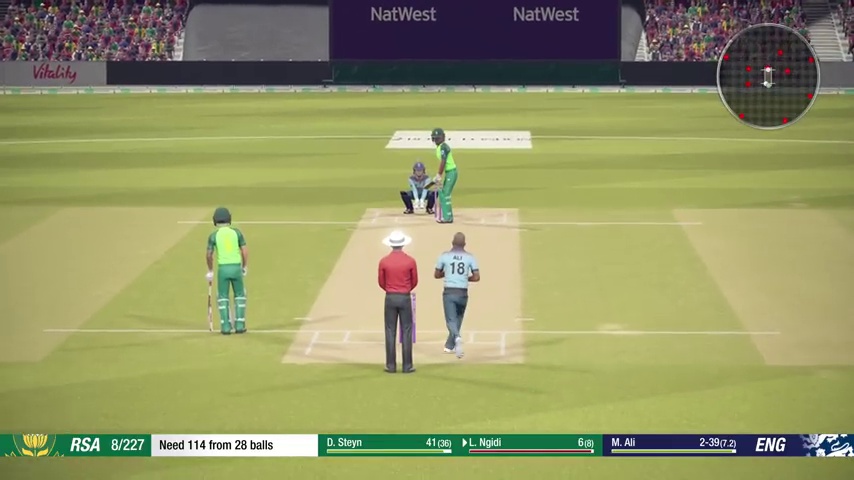 NatWest NatWest
Vitality
ALI
18
RSA 8/227 Need 114 from 28 balls D. Steyn 41 (36) L. Ngidi 6 (8) M. Ali 2-39 (7.2) ENG